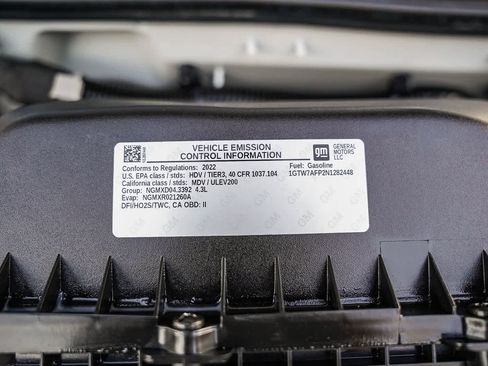 VEHICLE EMISSION
CONTROL INFORMATION
gm
GENERAL
MOTORS
LLC
Conforms to Regulations: 2022
Fuel: Gasoline
U.S. EPA class / stds: HDV / TIER3, 40 CFR 1037.104
1GTW7AFP2N1282448
California class / stds: MDV / ULEV200
Group: NGMXD04.3392 4.3L
Evap: NGMXR021260A
DFI/HO2S/TWC, CA OBD: II